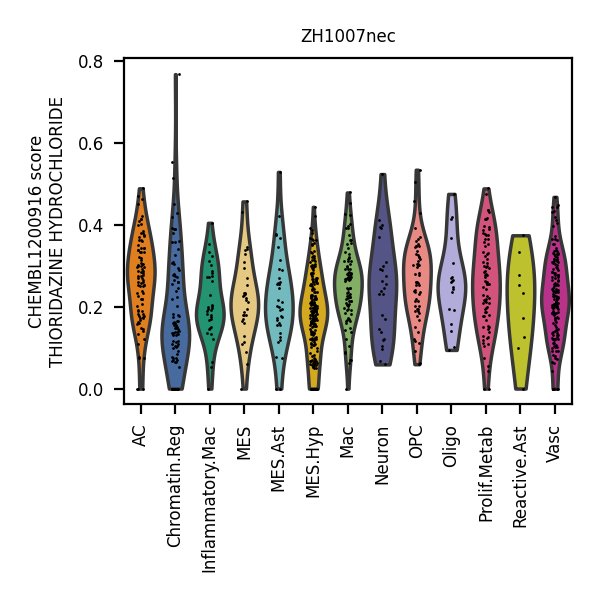 ZH1007nec
CHEMBL1200916 score
THIORIDAZINE HYDROCHLORIDE
0.8
0.6
0.4
0.2
0.0
AC
Chromatin.Reg
Inflammatory.Mac
MES
MES.Ast
MES.Hyp
Mac
Neuron
OPC
Oligo
Prolif.Metab
Reactive.Ast
Vasc